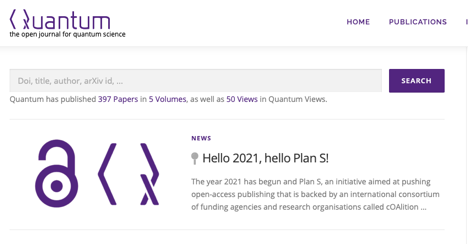 Quantum
the open journal for quantum science
HOME PUBLICATIONS
Doi, title, author, arXiv id, ...
SEARCH
Quantum has published 397 Papers in 5 Volumes, as well as 50 Views in Quantum Views.
NEWS
Hello 2021, hello Plan S!
The year 2021 has begun and Plan S, an initiative aimed at pushing
open-access publishing that is backed by an international consortium
of funding agencies and research organisations called cOAlition ...